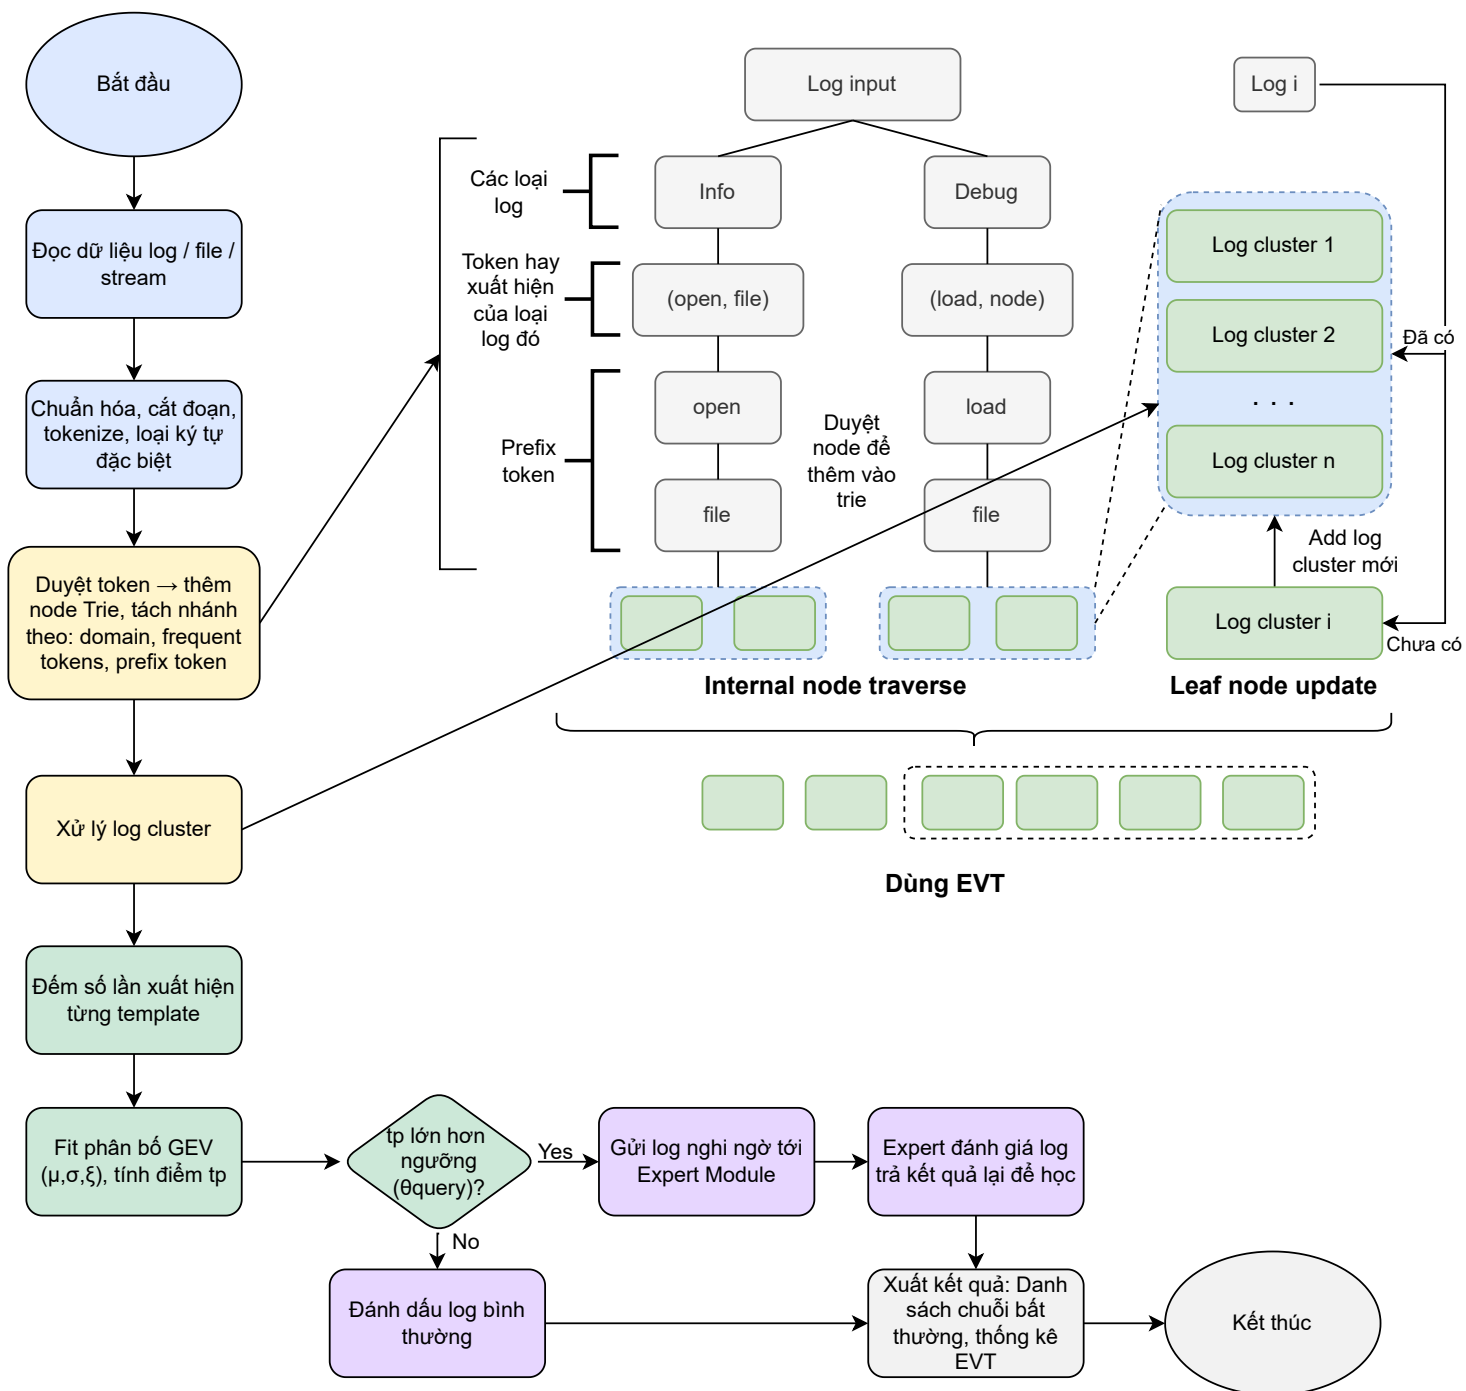 Bắt đầu
Đọc dữ liệu log / file /
stream
Chuẩn hóa, cắt đoạn,
tokenize, loại ký tự
đặc biệt
Duyệt token → thêm
node Trie, tách nhánh
theo: domain, frequent
tokens, prefix token
Xử lý log cluster
Đếm số lần xuất hiện
từng template
Fit phân bố GEV
(μ,σ,ξ), tính điểm tp
tp lớn hơn
ngưỡng
(θquery)?
Yes
No
Gửi log nghi ngờ tới
Expert Module
Expert đánh giá log
trả kết quả lại để học
Đánh dấu log bình
thường
Xuất kết quả: Danh
sách chuỗi bất
thường, thống kê
EVT
Kết thúc
Log input
Các loại
log
Info
Debug
Token hay
xuất hiện
của loại
log đó
(open, file)
(load, node)
Prefix
token
open
load
Duyệt
node để
thêm vào
trie
file
file
Internal node traverse
Log i
Log cluster 1
Log cluster 2
. . .
Log cluster n
Đã có
Add log
cluster mới
Log cluster i
Chưa có
Leaf node update
Dùng EVT